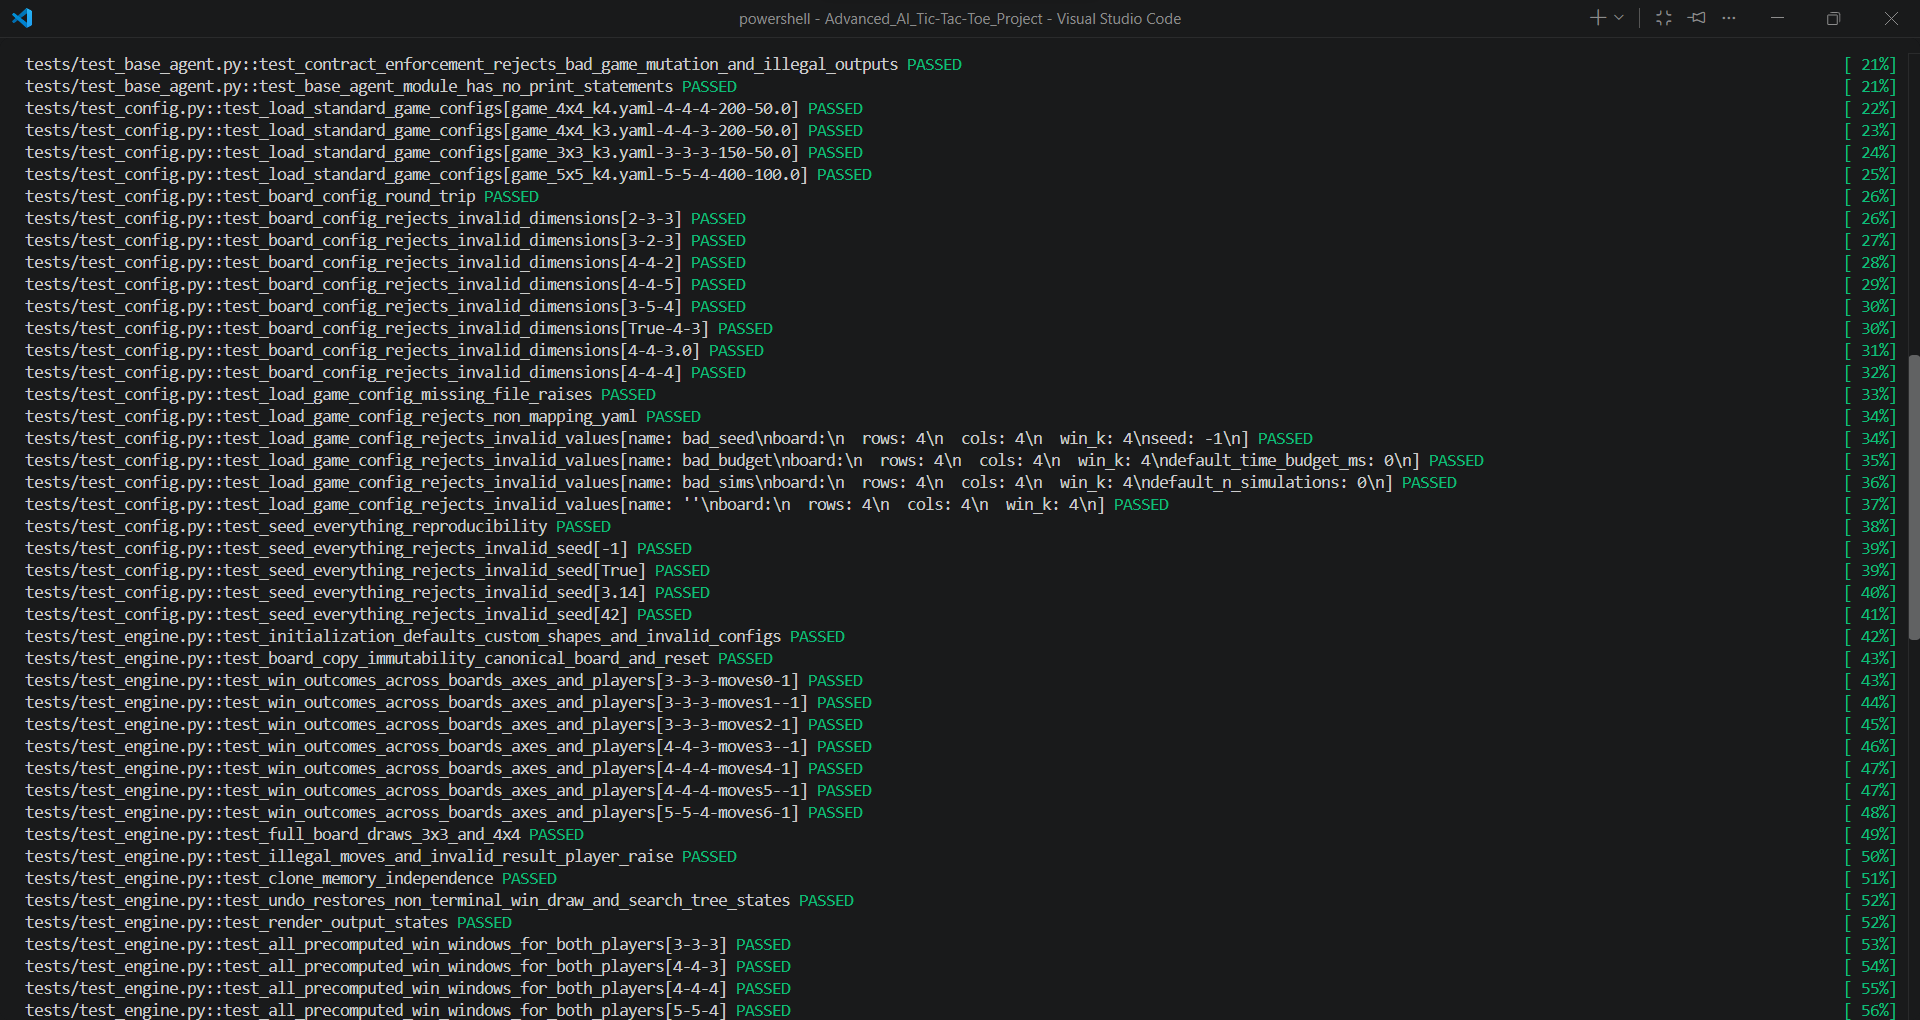 powershell - Advanced_AI_Tic-Tac-Toe_Project - Visual Studio Code
tests/test_base_agent.py::test_contract_enforcement_rejects_bad_game_mutation_and_illegal_outputs PASSED [ 21%]
tests/test_base_agent.py::test_base_agent_module_has_no_print_statements PASSED [ 21%]
tests/test_config.py::test_load_standard_game_configs[game_4x4_k4.yaml-4-4-4-200-50.0] PASSED [ 22%]
tests/test_config.py::test_load_standard_game_configs[game_4x4_k3.yaml-4-4-3-200-50.0] PASSED [ 23%]
tests/test_config.py::test_load_standard_game_configs[game_3x3_k3.yaml-3-3-3-150-50.0] PASSED [ 24%]
tests/test_config.py::test_load_standard_game_configs[game_5x5_k4.yaml-5-5-4-400-100.0] PASSED [ 25%]
tests/test_config.py::test_board_config_round_trip PASSED [ 26%]
tests/test_config.py::test_board_config_rejects_invalid_dimensions[2-3-3] PASSED [ 26%]
tests/test_config.py::test_board_config_rejects_invalid_dimensions[3-2-3] PASSED [ 27%]
tests/test_config.py::test_board_config_rejects_invalid_dimensions[4-4-2] PASSED [ 28%]
tests/test_config.py::test_board_config_rejects_invalid_dimensions[4-4-5] PASSED [ 29%]
tests/test_config.py::test_board_config_rejects_invalid_dimensions[3-5-4] PASSED [ 30%]
tests/test_config.py::test_board_config_rejects_invalid_dimensions[True-4-3] PASSED [ 30%]
tests/test_config.py::test_board_config_rejects_invalid_dimensions[4-4-3.0] PASSED [ 31%]
tests/test_config.py::test_board_config_rejects_invalid_dimensions[4-4-4] PASSED [ 32%]
tests/test_config.py::test_load_game_config_missing_file_raises PASSED [ 33%]
tests/test_config.py::test_load_game_config_rejects_non_mapping_yaml PASSED [ 34%]
tests/test_config.py::test_load_game_config_rejects_invalid_values[name: bad_seed\nboard:\n  rows: 4\n  cols: 4\n  win_k: 4\nseed: -1\n] PASSED [ 34%]
tests/test_config.py::test_load_game_config_rejects_invalid_values[name: bad_budget\nboard:\n  rows: 4\n  cols: 4\n  win_k: 4\ndefault_time_budget_ms: 0\n] PASSED [ 35%]
tests/test_config.py::test_load_game_config_rejects_invalid_values[name: bad_sims\nboard:\n  rows: 4\n  cols: 4\n  win_k: 4\ndefault_n_simulations: 0\n] PASSED [ 36%]
tests/test_config.py::test_load_game_config_rejects_invalid_values[name: ''\nboard:\n  rows: 4\n  cols: 4\n  win_k: 4\n] PASSED [ 37%]
tests/test_config.py::test_seed_everything_reproducibility PASSED [ 38%]
tests/test_config.py::test_seed_everything_rejects_invalid_seed[-1] PASSED [ 39%]
tests/test_config.py::test_seed_everything_rejects_invalid_seed[True] PASSED [ 39%]
tests/test_config.py::test_seed_everything_rejects_invalid_seed[3.14] PASSED [ 40%]
tests/test_config.py::test_seed_everything_rejects_invalid_seed[42] PASSED [ 41%]
tests/test_engine.py::test_initialization_defaults_custom_shapes_and_invalid_configs PASSED [ 42%]
tests/test_engine.py::test_board_copy_immutability_canonical_board_and_reset PASSED [ 43%]
tests/test_engine.py::test_win_outcomes_across_boards_axes_and_players[3-3-3-moves0-1] PASSED [ 43%]
tests/test_engine.py::test_win_outcomes_across_boards_axes_and_players[3-3-3-moves1--1] PASSED [ 44%]
tests/test_engine.py::test_win_outcomes_across_boards_axes_and_players[3-3-3-moves2-1] PASSED [ 45%]
tests/test_engine.py::test_win_outcomes_across_boards_axes_and_players[4-4-3-moves3--1] PASSED [ 46%]
tests/test_engine.py::test_win_outcomes_across_boards_axes_and_players[4-4-4-moves4-1] PASSED [ 47%]
tests/test_engine.py::test_win_outcomes_across_boards_axes_and_players[4-4-4-moves5--1] PASSED [ 47%]
tests/test_engine.py::test_win_outcomes_across_boards_axes_and_players[5-5-4-moves6-1] PASSED [ 48%]
tests/test_engine.py::test_full_board_draws_3x3_and_4x4 PASSED [ 49%]
tests/test_engine.py::test_illegal_moves_and_invalid_result_player_raise PASSED [ 50%]
tests/test_engine.py::test_clone_memory_independence PASSED [ 51%]
tests/test_engine.py::test_undo_restores_non_terminal_win_draw_and_search_tree_states PASSED [ 52%]
tests/test_engine.py::test_render_output_states PASSED [ 52%]
tests/test_engine.py::test_all_precomputed_win_windows_for_both_players[3-3-3] PASSED [ 53%]
tests/test_engine.py::test_all_precomputed_win_windows_for_both_players[4-4-3] PASSED [ 54%]
tests/test_engine.py::test_all_precomputed_win_windows_for_both_players[4-4-4] PASSED [ 55%]
tests/test_engine.py::test_all_precomputed_win_windows_for_both_players[5-5-4] PASSED [ 56%]